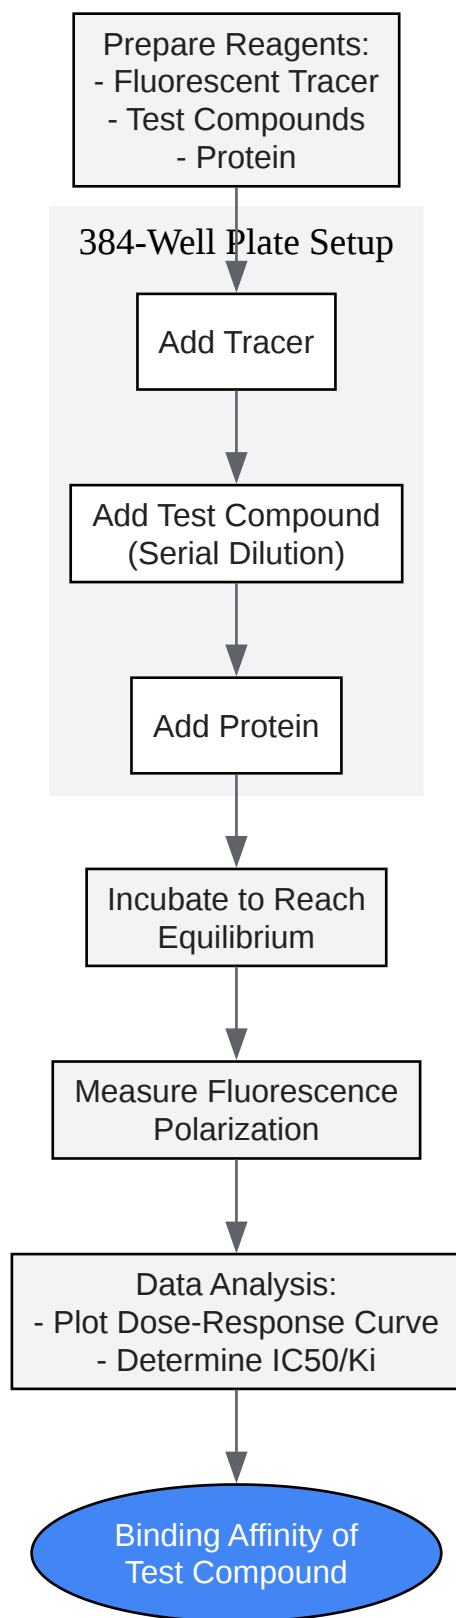 Prepare Reagents:
- Fluorescent Tracer
- Test Compounds
- Protein
384-Well Plate Setup
Add Tracer
Add Test Compound
(Serial Dilution)
Add Protein
Incubate to Reach
Equilibrium
Measure Fluorescence
Polarization
Data Analysis:
- Plot Dose-Response Curve
- Determine IC50/Ki
Binding Affinity of
Test Compound